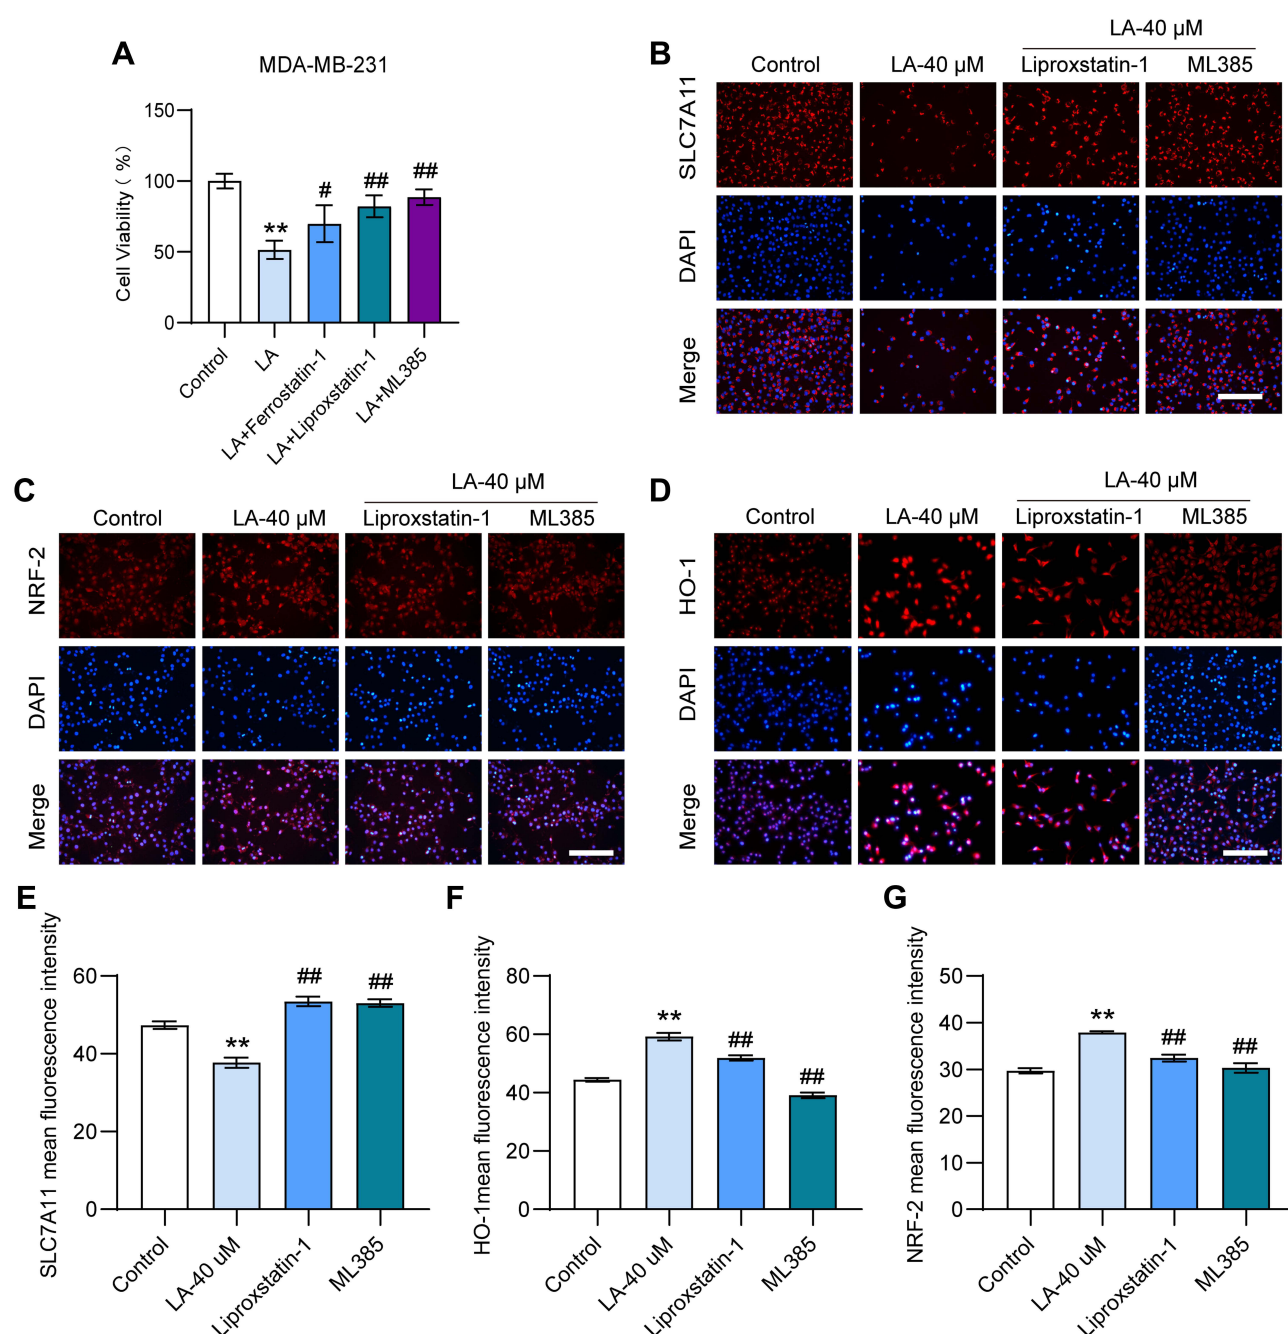 A
MDA-MB-231
Cell Viability ( %)
150
100
50
0
**
#
##
##
Control
LA
LA+Ferrostatin-1
LA+Liproxstatin-1
LA+ML385
B
LA-40 μM
Control
LA-40 μM
Liproxstatin-1
ML385
SLC7A11
DAPI
Merge
C
LA-40 μM
Control
LA-40 μM
Liproxstatin-1
ML385
NRF-2
DAPI
Merge
D
LA-40 μM
Control
LA-40 μM
Liproxstatin-1
ML385
HO-1
DAPI
Merge
E
SLC7A11 mean fluorescence intensity
60
40
20
0
**
##
##
Control
LA-40 uM
Liproxstatin-1
ML385
F
HO-1mean fluorescence intensity
80
60
40
20
0
**
##
##
Control
LA-40 uM
Liproxstatin-1
ML385
G
NRF-2 mean fluorescence intensity
50
40
30
20
10
0
**
##
##
Control
LA-40 uM
Liproxstatin-1
ML385